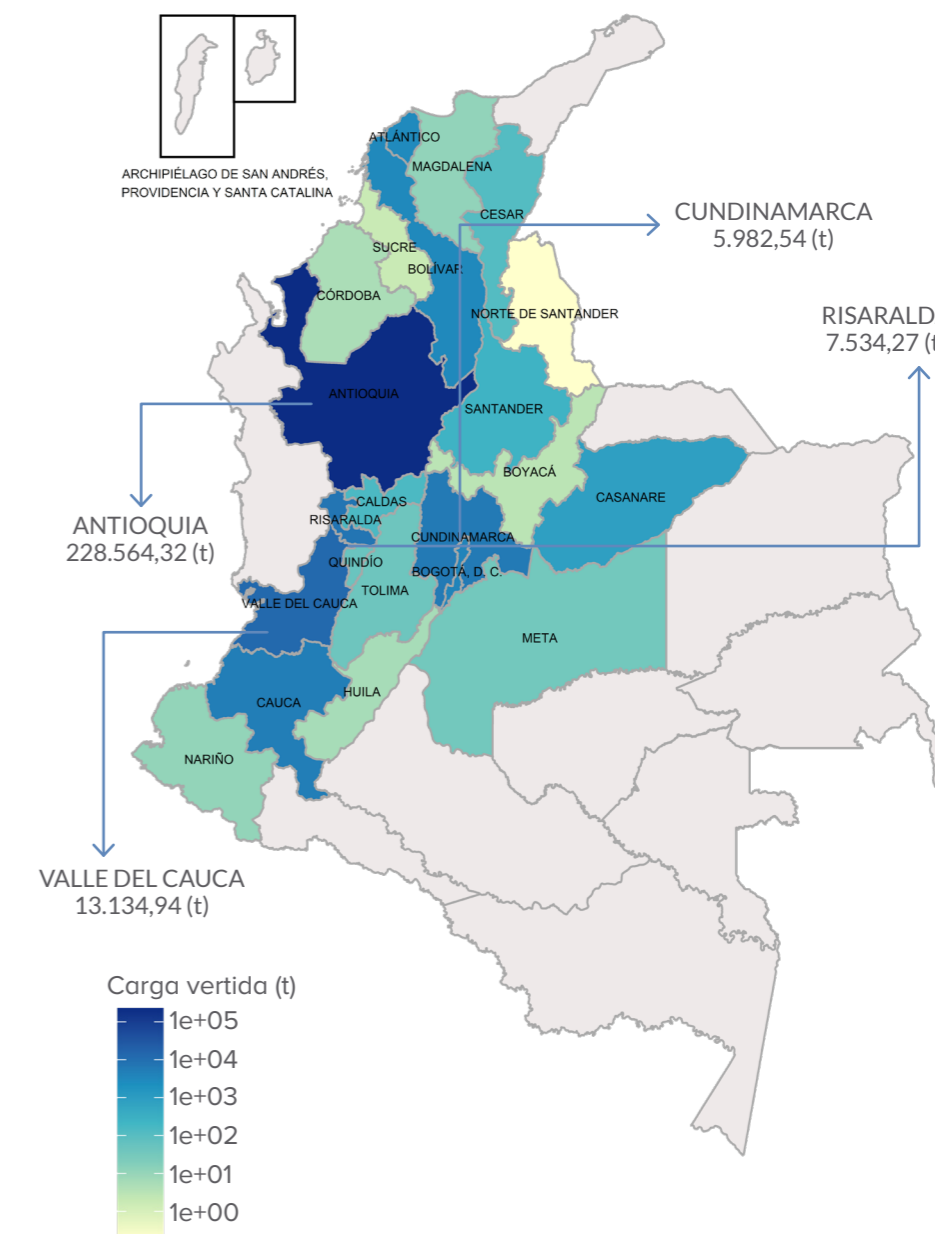 ARCHIPIÉLAGO DE SAN ANDRÉS,
PROVIDENCIA Y SANTA CATALINA
ATLÁNTICO
MAGDALENA
CESAR
CUNDINAMARCA
5.982,54 (t)
SUCRE
BOLÍVAR
CÓRDOBA
NORTE DE SANTANDER
RISARALD
7.534,27 (t
ANTIOQUIA
SANTANDER
BOYACÁ
CASANARE
CALDAS
RISARALDA
ANTIOQUIA
228.564,32 (t)
CUNDINAMARCA
QUINDÍO
BOGOTÁ, D. C.
TOLIMA
VALLE DEL CAUCA
META
HUILA
CAUCA
NARIÑO
VALLE DEL CAUCA
13.134,94 (t)
Carga vertida (t)
1e+05
1e+04
1e+03
1e+02
1e+01
1e+00